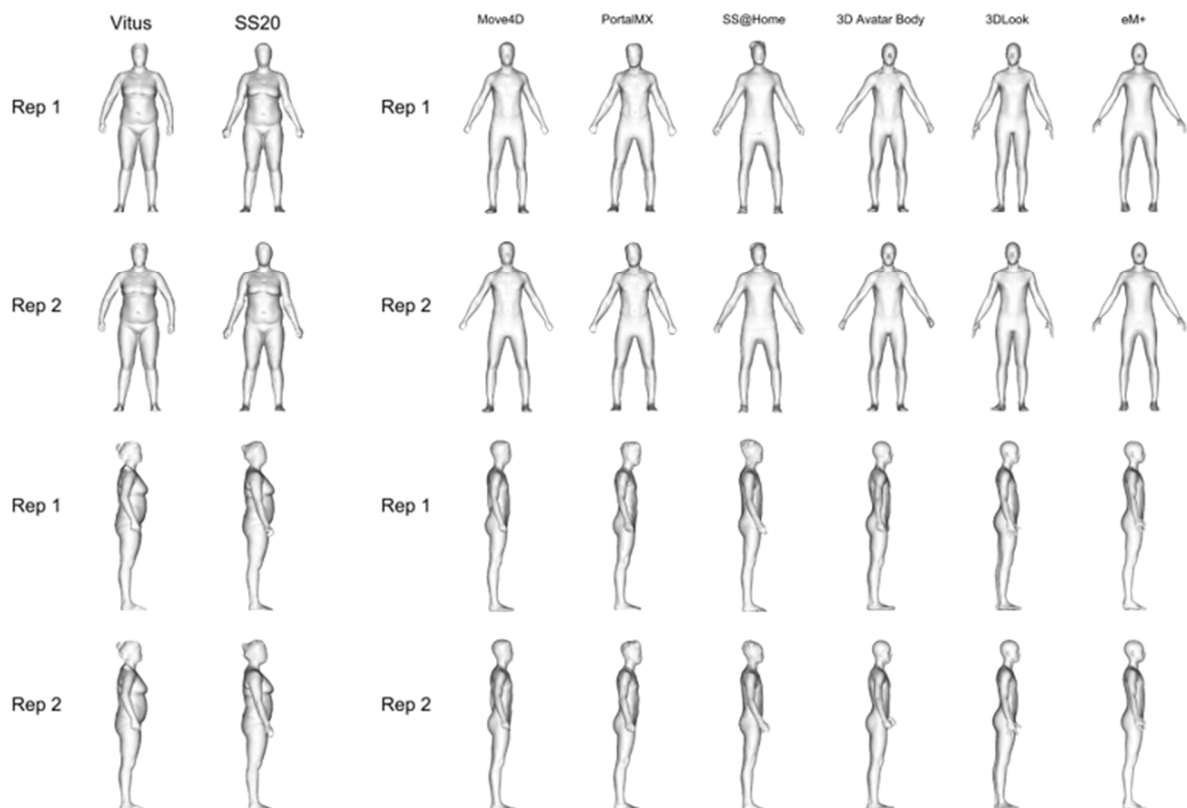 Vitus SS20 Move4D PortalMX SS@Home 3D Avatar Body 3DLook eM+
Rep 1 Rep 1
Rep 2 Rep 2
Rep 1 Rep 1
Rep 2 Rep 2